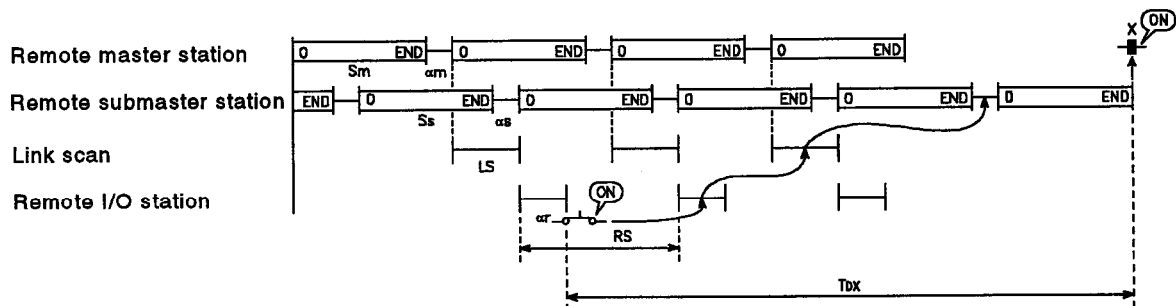 ON
X
Remote master station
0 END 0 END 0 END 0 END
Sm αm
Remote submaster station
END 0 END 0 END 0 END 0 END 0 END
Ss αs
Link scan
LS
Remote I/O station
ON
αr
RS
TDX